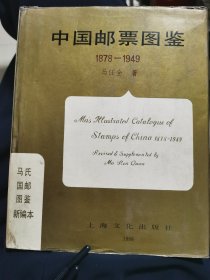 中国邮票图鉴
1878－1949
马任全 著
Ma's Illustrated Catalogue of
Stamps of China 1878-1949
Revised & Supplemented by
Ma Ren Quan
马氏
国邮
图鉴
新编本
上海文化出版社
1988